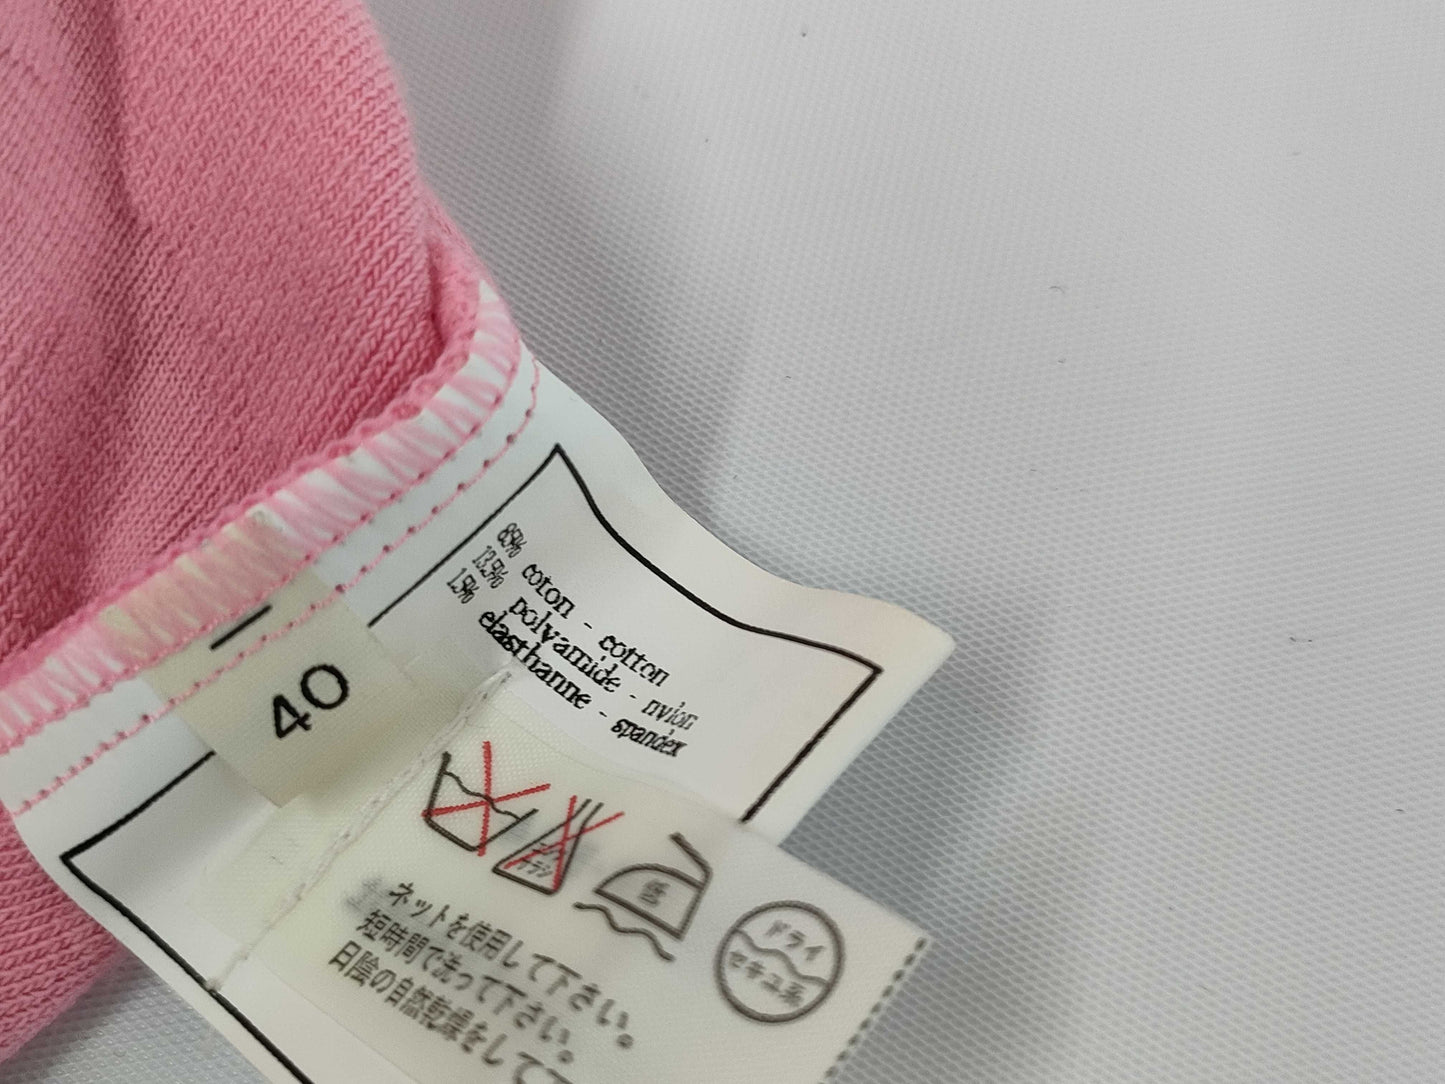 85% coton - cotton
13.5% polyamide - nylon
1.5% elasthanne - spandex
40
低
ドライ
セキユ系
ネットを使用して下さい。
短時間で洗って下さい。
日陰の自然乾燥をして